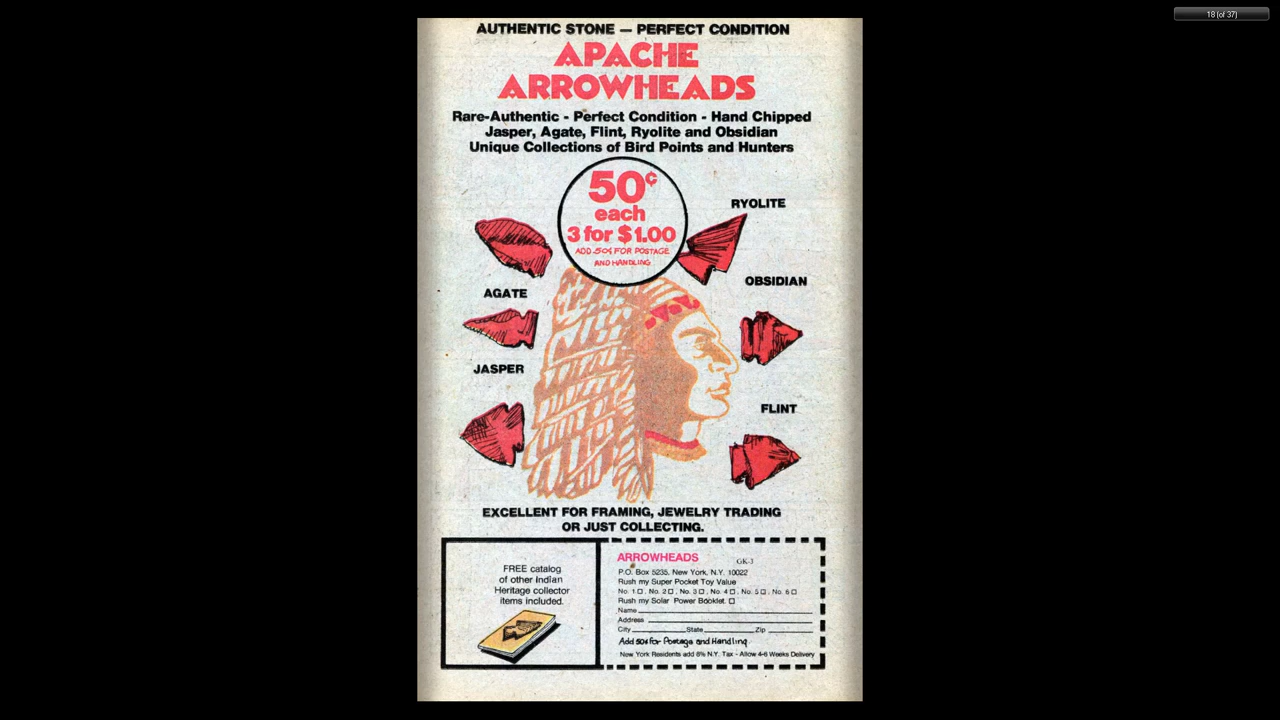 18 (of 37)
AUTHENTIC STONE — PERFECT CONDITION
APACHE
ARROWHEADS
Rare-Authentic - Perfect Condition - Hand Chipped
Jasper, Agate, Flint, Ryolite and Obsidian
Unique Collections of Bird Points and Hunters
50¢
each
3 for $1.00
ADD 50¢ FOR POSTAGE
AND HANDLING
RYOLITE
OBSIDIAN
AGATE
JASPER
FLINT
EXCELLENT FOR FRAMING, JEWELRY TRADING
OR JUST COLLECTING.
FREE catalog
of other Indian
Heritage collector
items included.
ARROWHEADS GK-3
P.O. Box 5235, New York, N.Y. 10022
Rush my Super Pocket Toy Value
No. 1 ☐, No. 2 ☐, No. 3 ☐, No. 4 ☐, No. 5 ☐, No. 6 ☐
Rush my Solar Power Booklet. ☐
Name
Address
City State Zip
Add 50¢ for Postage and Handling
New York Residents add 8% N.Y. Tax - Allow 4-6 Weeks Delivery